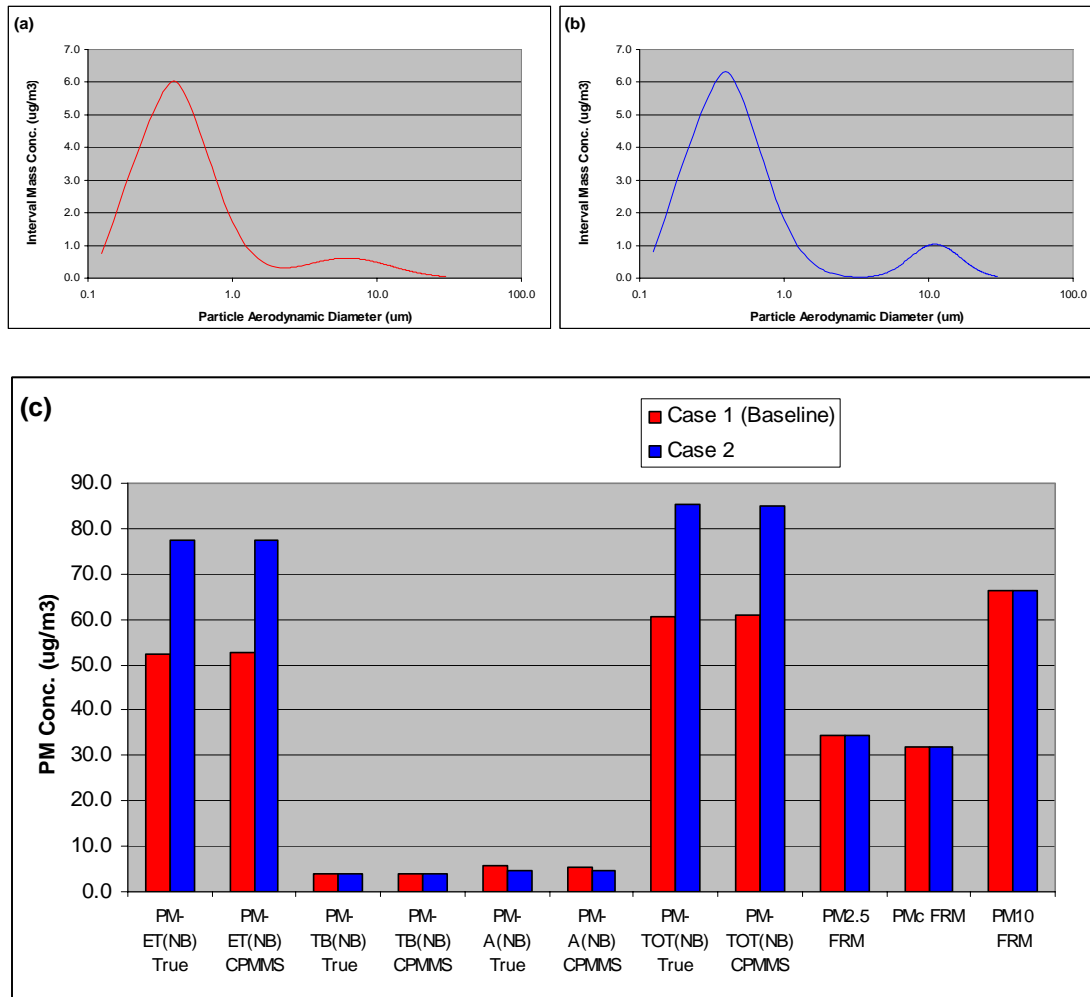 (a)
7.0
6.0
5.0
4.0
3.0
2.0
1.0
0.0
Interval Mass Conc. (ug/m3)
0.1 1.0 10.0 100.0
Particle Aerodynamic Diameter (um)
(b)
7.0
6.0
5.0
4.0
3.0
2.0
1.0
0.0
Interval Mass Conc. (ug/m3)
0.1 1.0 10.0 100.0
Particle Aerodynamic Diameter (um)
(c)
Case 1 (Baseline)
Case 2
90.0
80.0
70.0
60.0
50.0
40.0
30.0
20.0
10.0
0.0
PM Conc. (ug/m3)
PM- PM- PM- PM- PM- PM- PM- PM- PM2.5 PMc FRM PM10
ET(NB) ET(NB) TB(NB) TB(NB) A(NB) A(NB) TOT(NB) TOT(NB) FRM FRM
True CPMMS True CPMMS True CPMMS True CPMMS